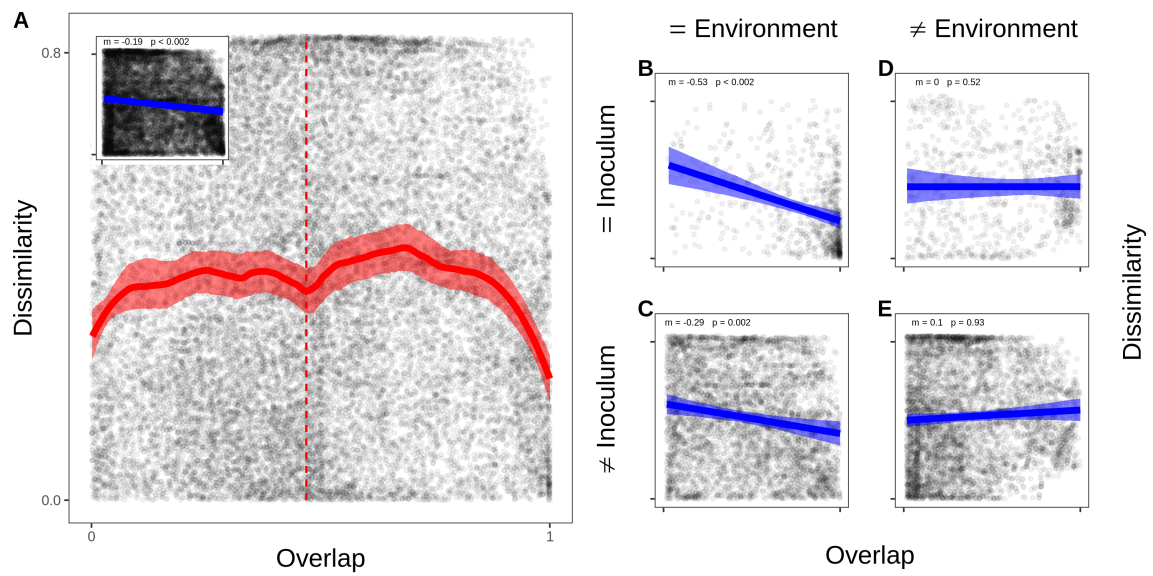 A
0.8
m = -0.19 p < 0.002
Dissimilarity
0.0
0
1
Overlap
= Environment
≠ Environment
= Inoculum
≠ Inoculum
B
m = -0.53 p < 0.002
D
m = 0 p = 0.52
C
m = -0.29 p = 0.002
E
m = 0.1 p = 0.93
Dissimilarity
Overlap